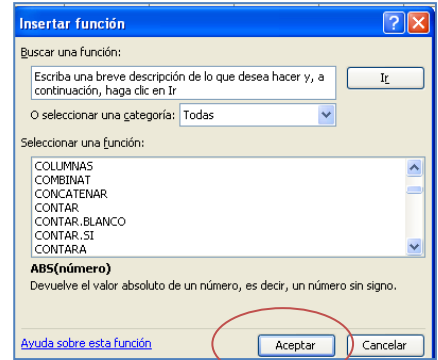 Insertar función
Buscar una función:
Escriba una breve descripción de lo que desea hacer y, a
continuación, haga clic en Ir
Ir
O seleccionar una categoría: Todas
Seleccionar una función:
COLUMNAS
COMBINAT
CONCATENAR
CONTAR
CONTAR.BLANCO
CONTAR.SI
CONTARA
ABS(número)
Devuelve el valor absoluto de un número, es decir, un número sin signo.
Ayuda sobre esta función
Aceptar
Cancelar